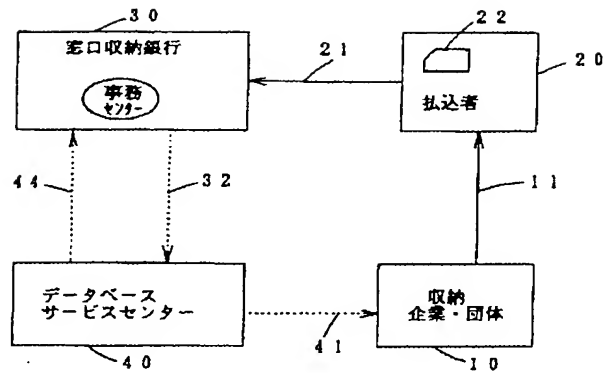 30
窓口収納銀行
事務
センター
21
22
20
払込者
44
32
11
データベース
サービスセンター
40
41
収納
企業・団体
10